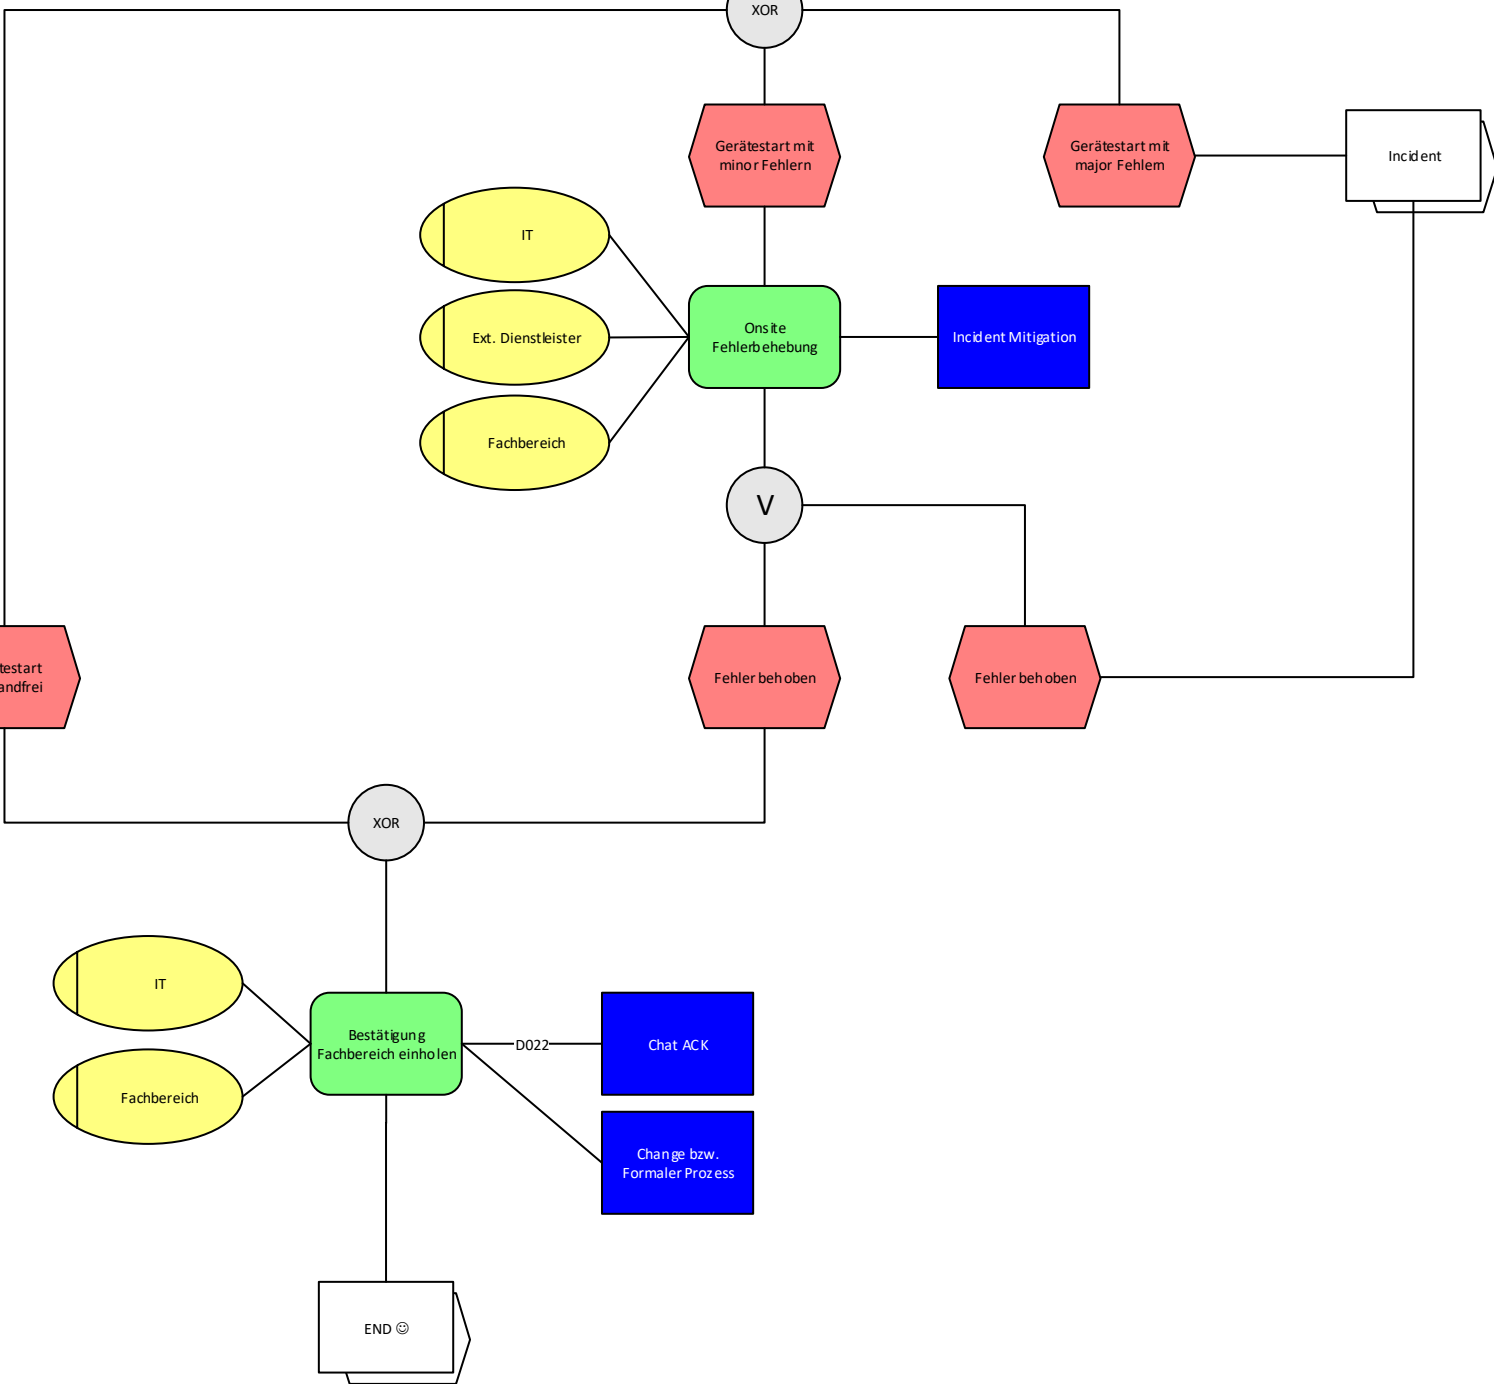 XOR
Gerätestart mit
minor Fehlern
Gerätestart mit
major Fehlern
Incident
IT
Ext. Dienstleister
Fachbereich
Onsite
Fehlerbehebung
Incident Mitigation
V
testart
andfrei
Fehler behoben
Fehler behoben
XOR
IT
Fachbereich
Bestätigung
Fachbereich einholen
D022
Chat ACK
Change bzw.
Formaler Prozess
END ☺